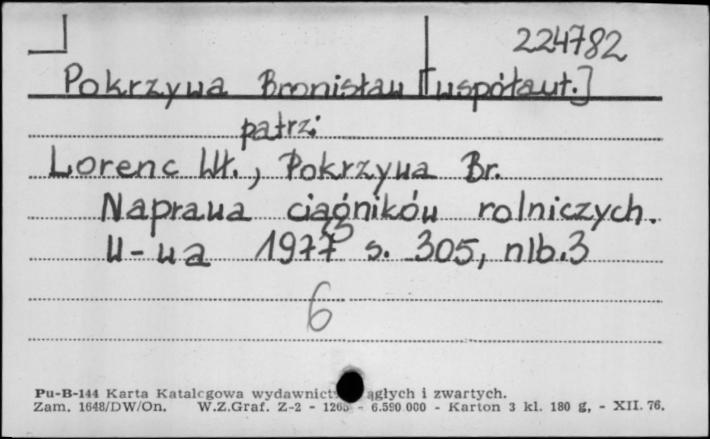 224782
Pokrzywa Bronisław [współaut.]
patrz:
Lorenc Wł., Pokrzywa Br.
Naprawa ciągników rolniczych.
W-wa 1977 s. 305, nlb.3
6
Pu-B-144 Karta Katalogowa ągłych i zwartych.
Zam. 1648/DW/On. W.Z.Graf. Z-2 - - 6.590 000 - Karton 3 kl. 180 g, - XII. 76.